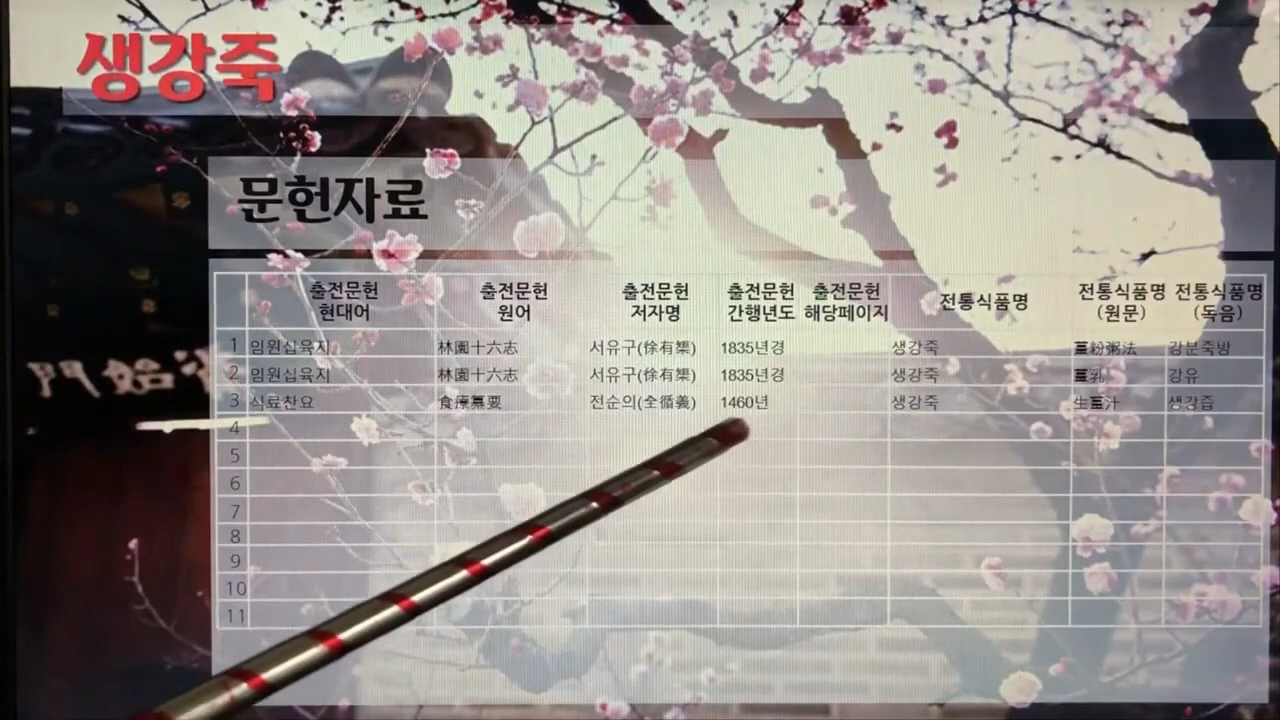 생강죽
문헌자료
출전문헌 현대어 출전문헌 원어 출전문헌 저자명 출전문헌 간행년도 출전문헌 해당페이지 전통식품명 전통식품명 (원문) 전통식품명 (독음)
1 임원십육지 林園十六志 서유구(徐有榘) 1835년경 생강죽 薑粉粥法 강분죽방
2 임원십육지 林園十六志 서유구(徐有榘) 1835년경 생강죽 薑乳 강유
3 식료찬요 食療纂要 전순의(全循義) 1460년 생강죽 生薑汁 생강즙
4
5
6
7
8
9
10
11
門始